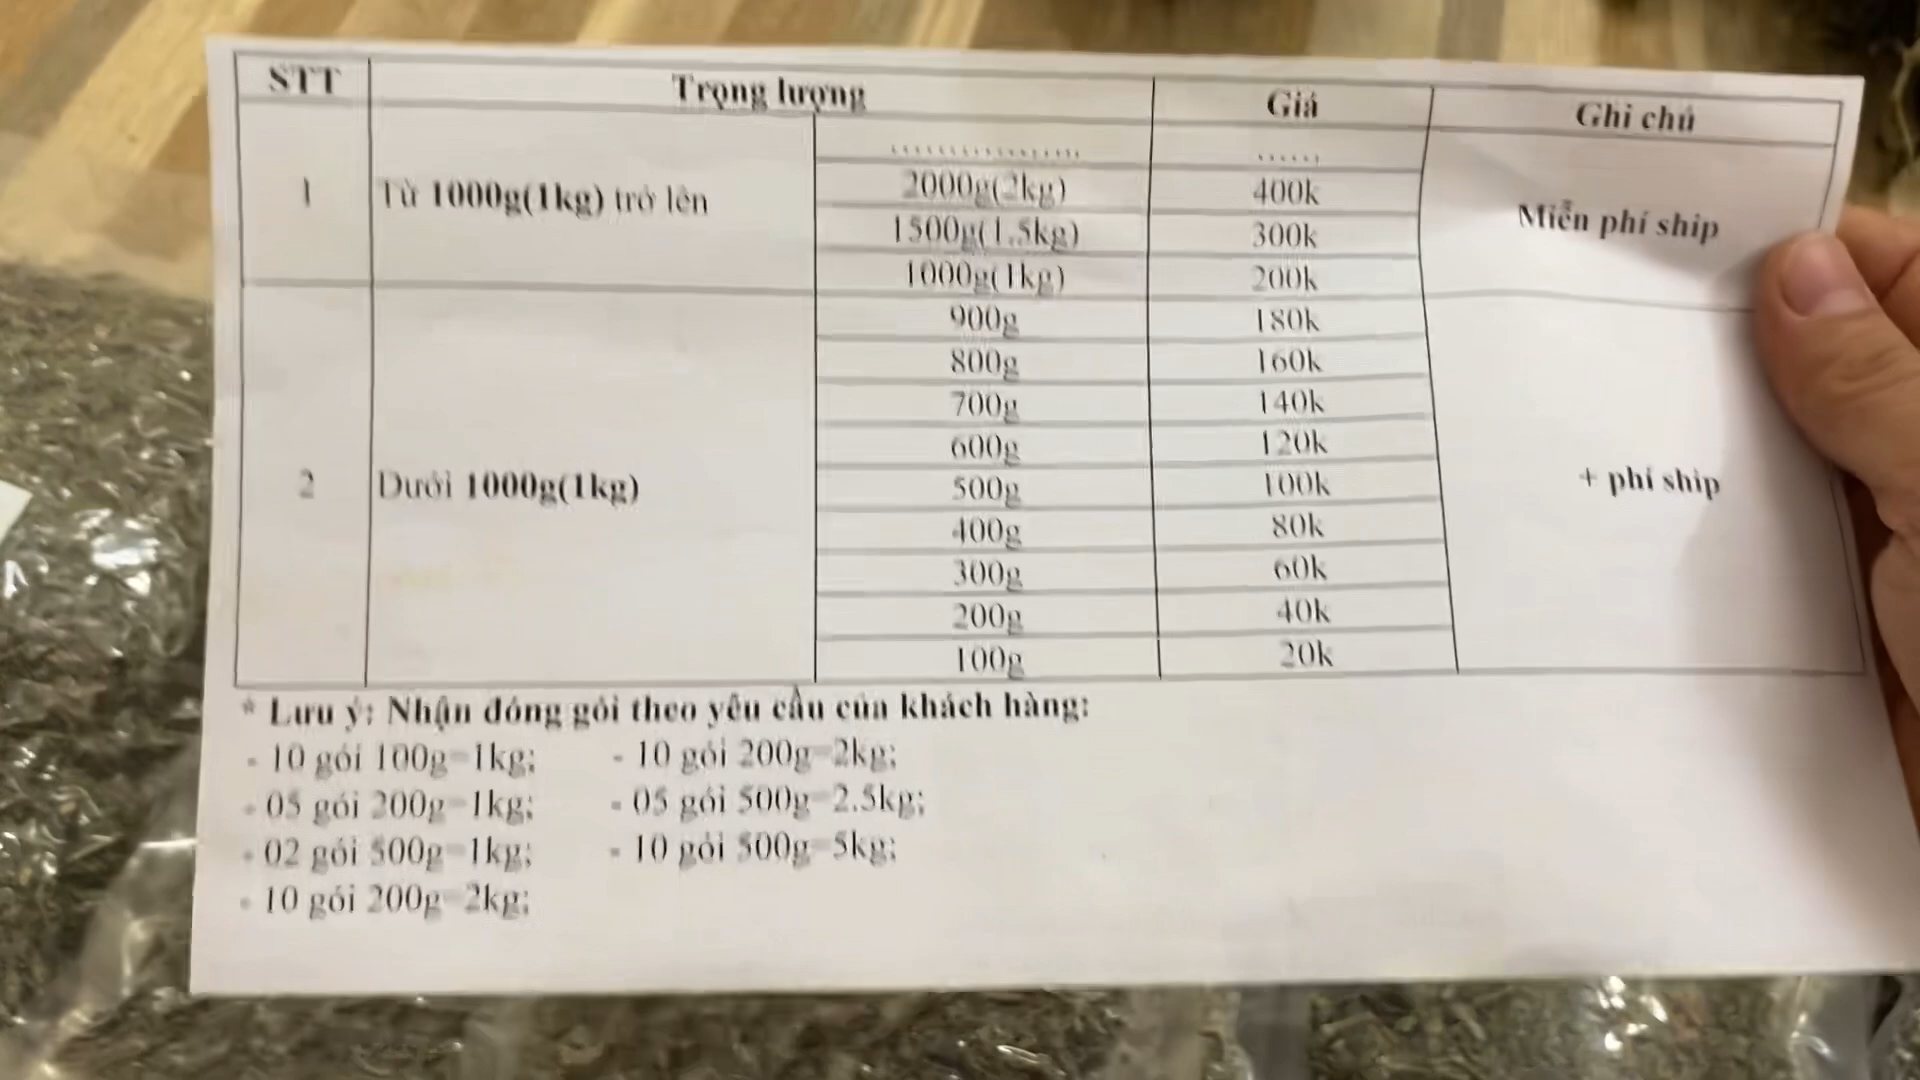 STT Trọng lượng Giá Ghi chú
................. ......
1 Từ 1000g(1kg) trở lên 2000g(2kg) 400k Miễn phí ship
1500g(1.5kg) 300k
1000g(1kg) 200k
900g 180k
800g 160k
700g 140k
600g 120k
2 Dưới 1000g(1kg) 500g 100k + phí ship
400g 80k
300g 60k
200g 40k
100g 20k
* Lưu ý: Nhận đóng gói theo yêu cầu của khách hàng:
- 10 gói 100g=1kg; - 10 gói 200g=2kg;
- 05 gói 200g=1kg; - 05 gói 500g=2.5kg;
- 02 gói 500g=1kg; - 10 gói 500g=5kg;
- 10 gói 200g=2kg;